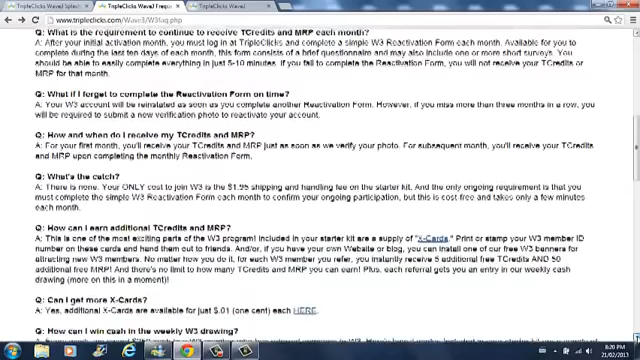 TripleClicks Wave3 Splash
TripleClicks Wave3 Freque
TripleClicks Wave3
www.tripleclicks.com/Wave3/W3faq.php
Q: What is the requirement to continue to receive TCredits and MRP each month?
A: After your initial activation month, you must log in at TripleClicks and complete a simple W3 Reactivation Form each month. Available for you to
complete during the last ten days of each month, this form consists of a brief questionnaire and may also include one or more short surveys. You
should be able to easily complete everything in just 5-10 minutes. If you fail to complete the Reactivation Form, you will not receive your TCredits or
MRP for that month.
Q: What if I forget to complete the Reactivation Form on time?
A: Your W3 account will be reinstated as soon as you complete another Reactivation Form. However, if you miss more than three months in a row, you
will be required to submit a new verification photo to reactivate your account.
Q: How and when do I receive my TCredits and MRP?
A: For your first month, you'll receive your TCredits and MRP just as soon as we verify your photo. For subsequent month, you'll receive your TCredits
and MRP upon completing the monthly Reactivation Form.
Q: What's the catch?
A: There is none. Your ONLY cost to join W3 is the $1.95 shipping and handling fee on the starter kit. And the only ongoing requirement is that you
must complete the simple W3 Reactivation Form each month to confirm your ongoing participation, but this is cost-free and takes only a few minutes
each month.
Q: How can I earn additional TCredits and MRP?
A: This is one of the most exciting parts of the W3 program! Included in your starter kit are a supply of "X-Cards." Print or stamp your W3 member ID
number on these cards and hand them out to friends. And/or, if you have your own Website or blog, you can install one of our free W3 banners for
attracting new W3 members. No matter how you do it, for each W3 member you refer, you instantly receive 5 additional free TCredits AND 50
additional free MRP! And there's no limit to how many TCredits and MRP you can earn! Plus, each referral gets you an entry in our weekly cash
drawing (more on this in a moment)!
Q: Can I get more X-Cards?
A: Yes, additional X-Cards are available for just $.01 (one cent) each HERE.
Q: How can I win cash in the weekly W3 drawing?
8:20 PM
21/02/2013